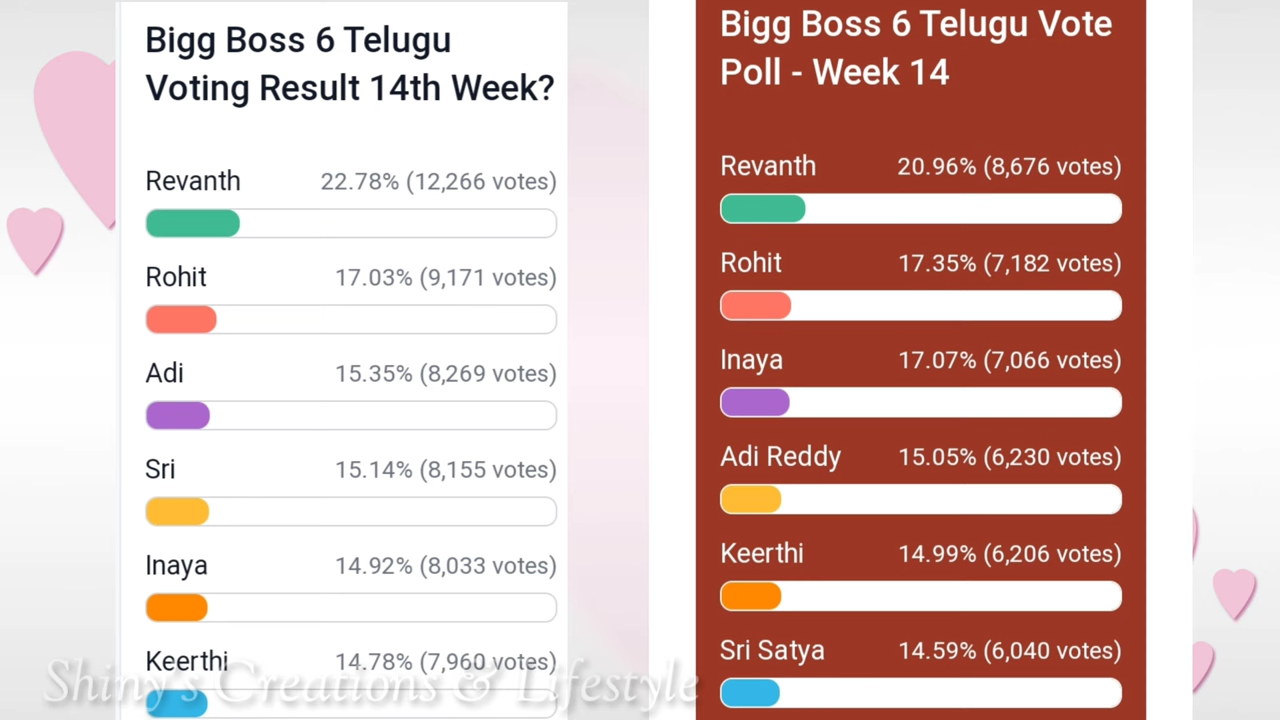 Bigg Boss 6 Telugu
Voting Result 14th Week?
Revanth 22.78% (12,266 votes)
Rohit 17.03% (9,171 votes)
Adi 15.35% (8,269 votes)
Sri 15.14% (8,155 votes)
Inaya 14.92% (8,033 votes)
Keerthi 14.78% (7,960 votes)
Bigg Boss 6 Telugu Vote
Poll - Week 14
Revanth 20.96% (8,676 votes)
Rohit 17.35% (7,182 votes)
Inaya 17.07% (7,066 votes)
Adi Reddy 15.05% (6,230 votes)
Keerthi 14.99% (6,206 votes)
Sri Satya 14.59% (6,040 votes)
Shiny's Creations & Lifestyle